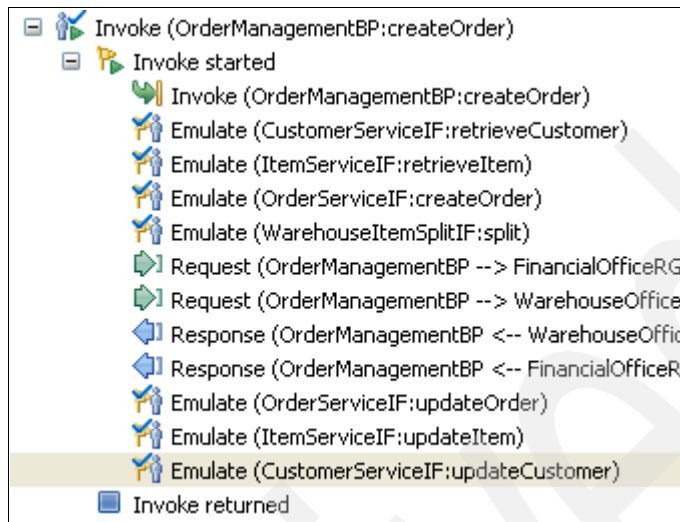 Invoke (OrderManagementBP:createOrder)
Invoke started
Invoke (OrderManagementBP:createOrder)
Emulate (CustomerServiceIF:retrieveCustomer)
Emulate (ItemServiceIF:retrieveItem)
Emulate (OrderServiceIF:createOrder)
Emulate (WarehouseItemSplitIF:split)
Request (OrderManagementBP --> FinancialOfficeRG
Request (OrderManagementBP --> WarehouseOffice
Response (OrderManagementBP <-- WarehouseOffic
Response (OrderManagementBP <-- FinancialOfficeR
Emulate (OrderServiceIF:updateOrder)
Emulate (ItemServiceIF:updateItem)
Emulate (CustomerServiceIF:updateCustomer)
Invoke returned